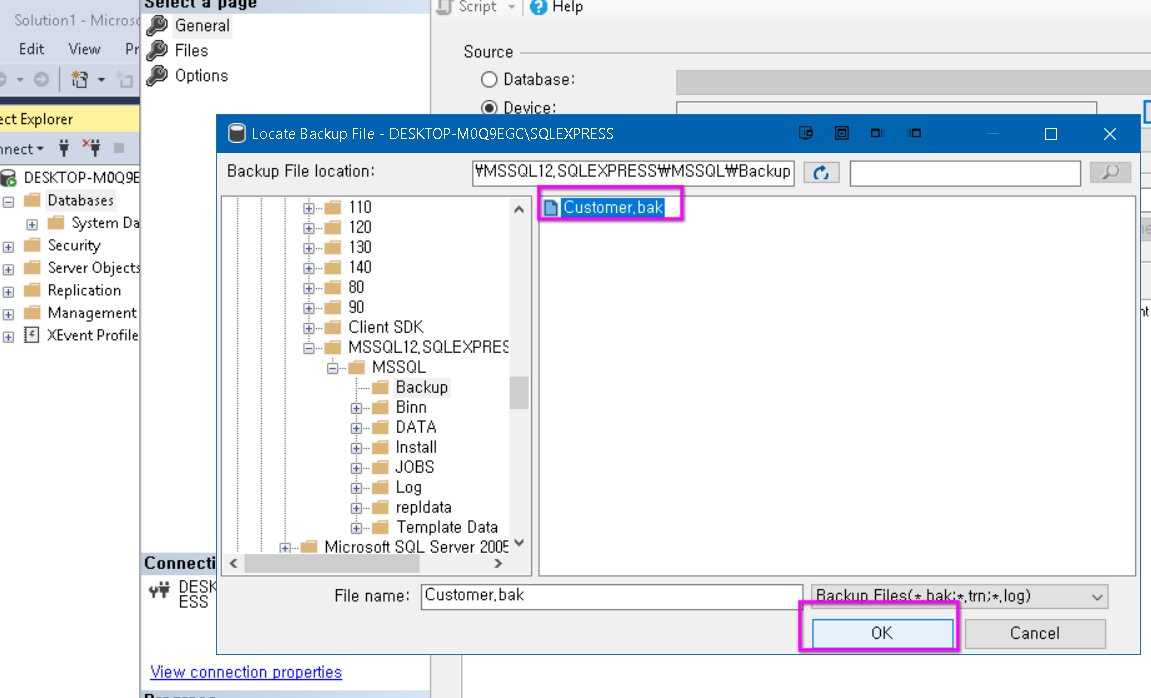 Select a page
Script
Help
Solution1 - Microso
General
Edit View Pr
Files
Options
Source
Database:
Device:
ect Explorer
nnect
Locate Backup File - DESKTOP-M0Q9EGC\SQLEXPRESS
Backup File location:
₩MSSQL12,SQLEXPRESS₩MSSQL₩Backup
DESKTOP-M0Q9E
Databases
System Da
Security
Server Objects
Replication
Management
XEvent Profile
110
120
130
140
80
90
Client SDK
MSSQL12,SQLEXPRES
MSSQL
Backup
Binn
DATA
Install
JOBS
Log
repldata
Template Data
Microsoft SQL Server 2005
Customer,bak
Connecti
DESK
ESS
File name:
Customer,bak
Backup Files(*,bak;*,trn;*,log)
OK
Cancel
View connection properties
Progress